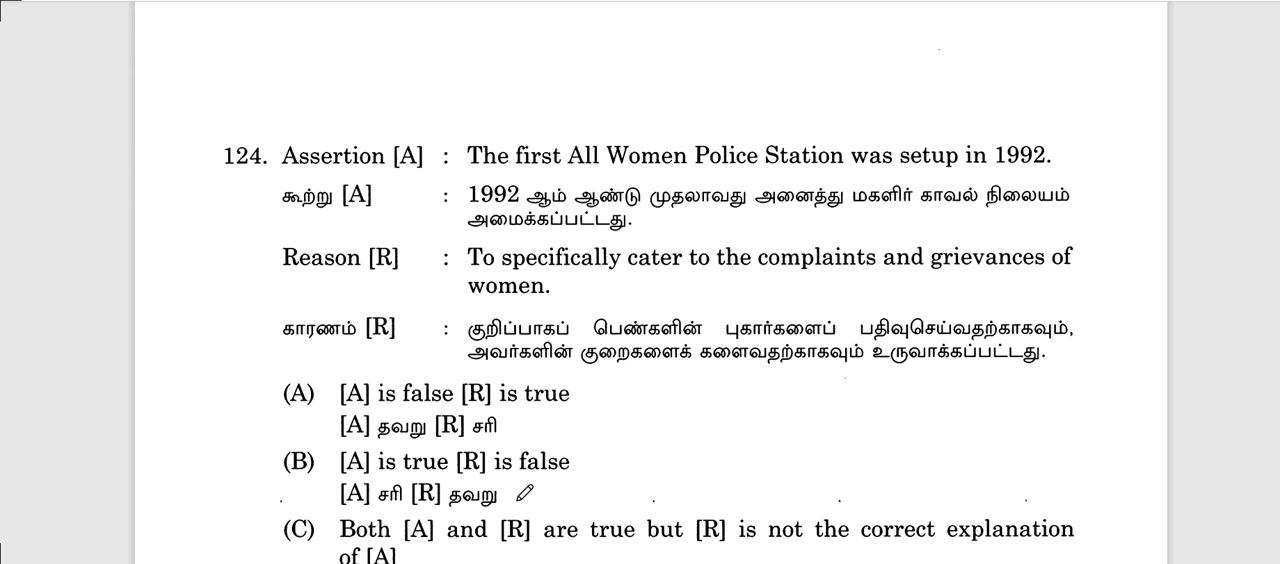 124. Assertion [A] : The first All Women Police Station was setup in 1992.
கூற்று [A] : 1992 ஆம் ஆண்டு முதலாவது அனைத்து மகளிர் காவல் நிலையம்
அமைக்கப்பட்டது.
Reason [R] : To specifically cater to the complaints and grievances of
women.
காரணம் [R] : குறிப்பாகப் பெண்களின் புகார்களைப் பதிவுசெய்வதற்காகவும்,
அவர்களின் குறைகளைக் களைவதற்காகவும் உருவாக்கப்பட்டது.
(A) [A] is false [R] is true
[A] தவறு [R] சரி
(B) [A] is true [R] is false
[A] சரி [R] தவறு
(C) Both [A] and [R] are true but [R] is not the correct explanation
of [A]